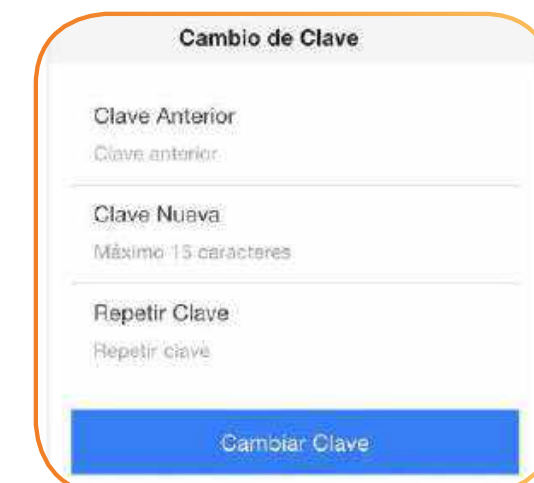 Cambio de Clave
Clave Anterior
Clave anterior
Clave Nueva
Máximo 15 caracteres
Repetir Clave
Repetir clave
Cambiar Clave